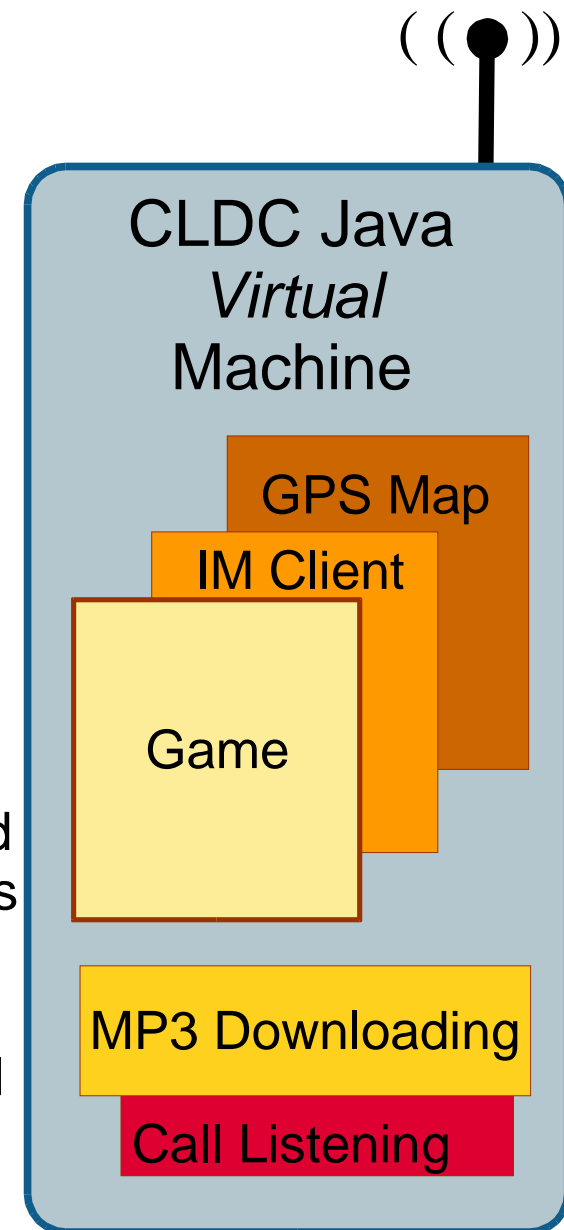 (( ))
CLDC Java
Virtual
Machine
GPS Map
IM Client
Game
MP3 Downloading
Call Listening